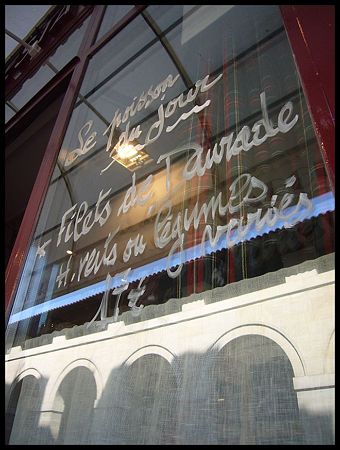 Le poisson
du jour
* Filets de Daurade
H. verts ou légumes
variés
17€